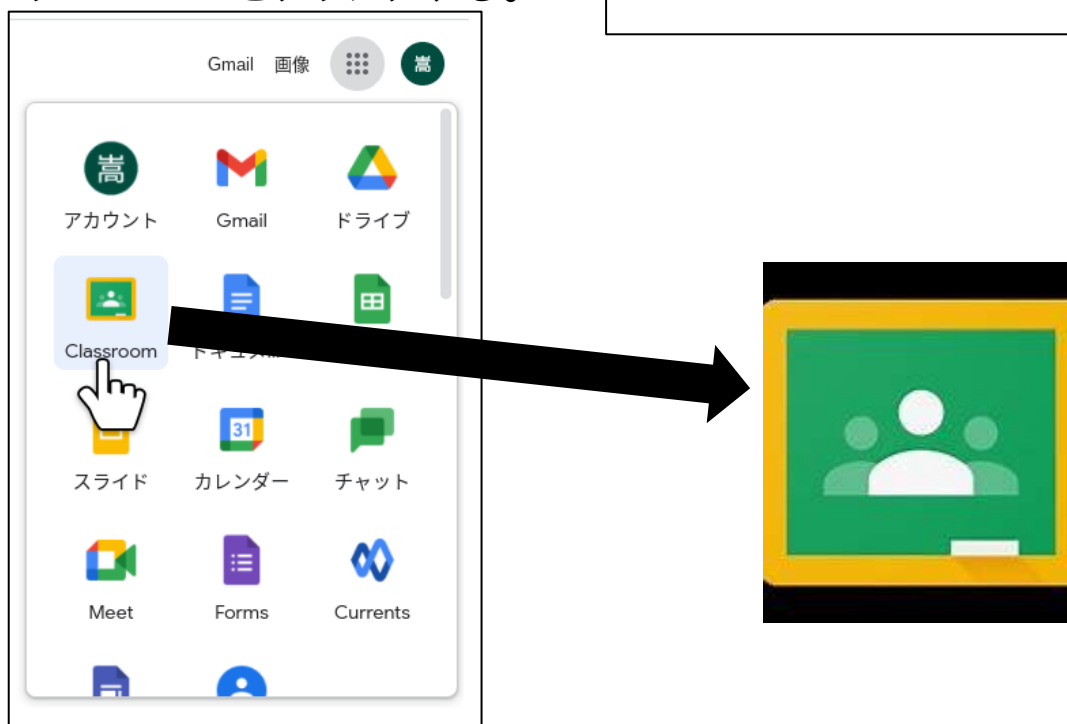 Gmail 画像 嵩
嵩
アカウント Gmail ドライブ
Classroom
31
スライド カレンダー チャット
Meet Forms Currents